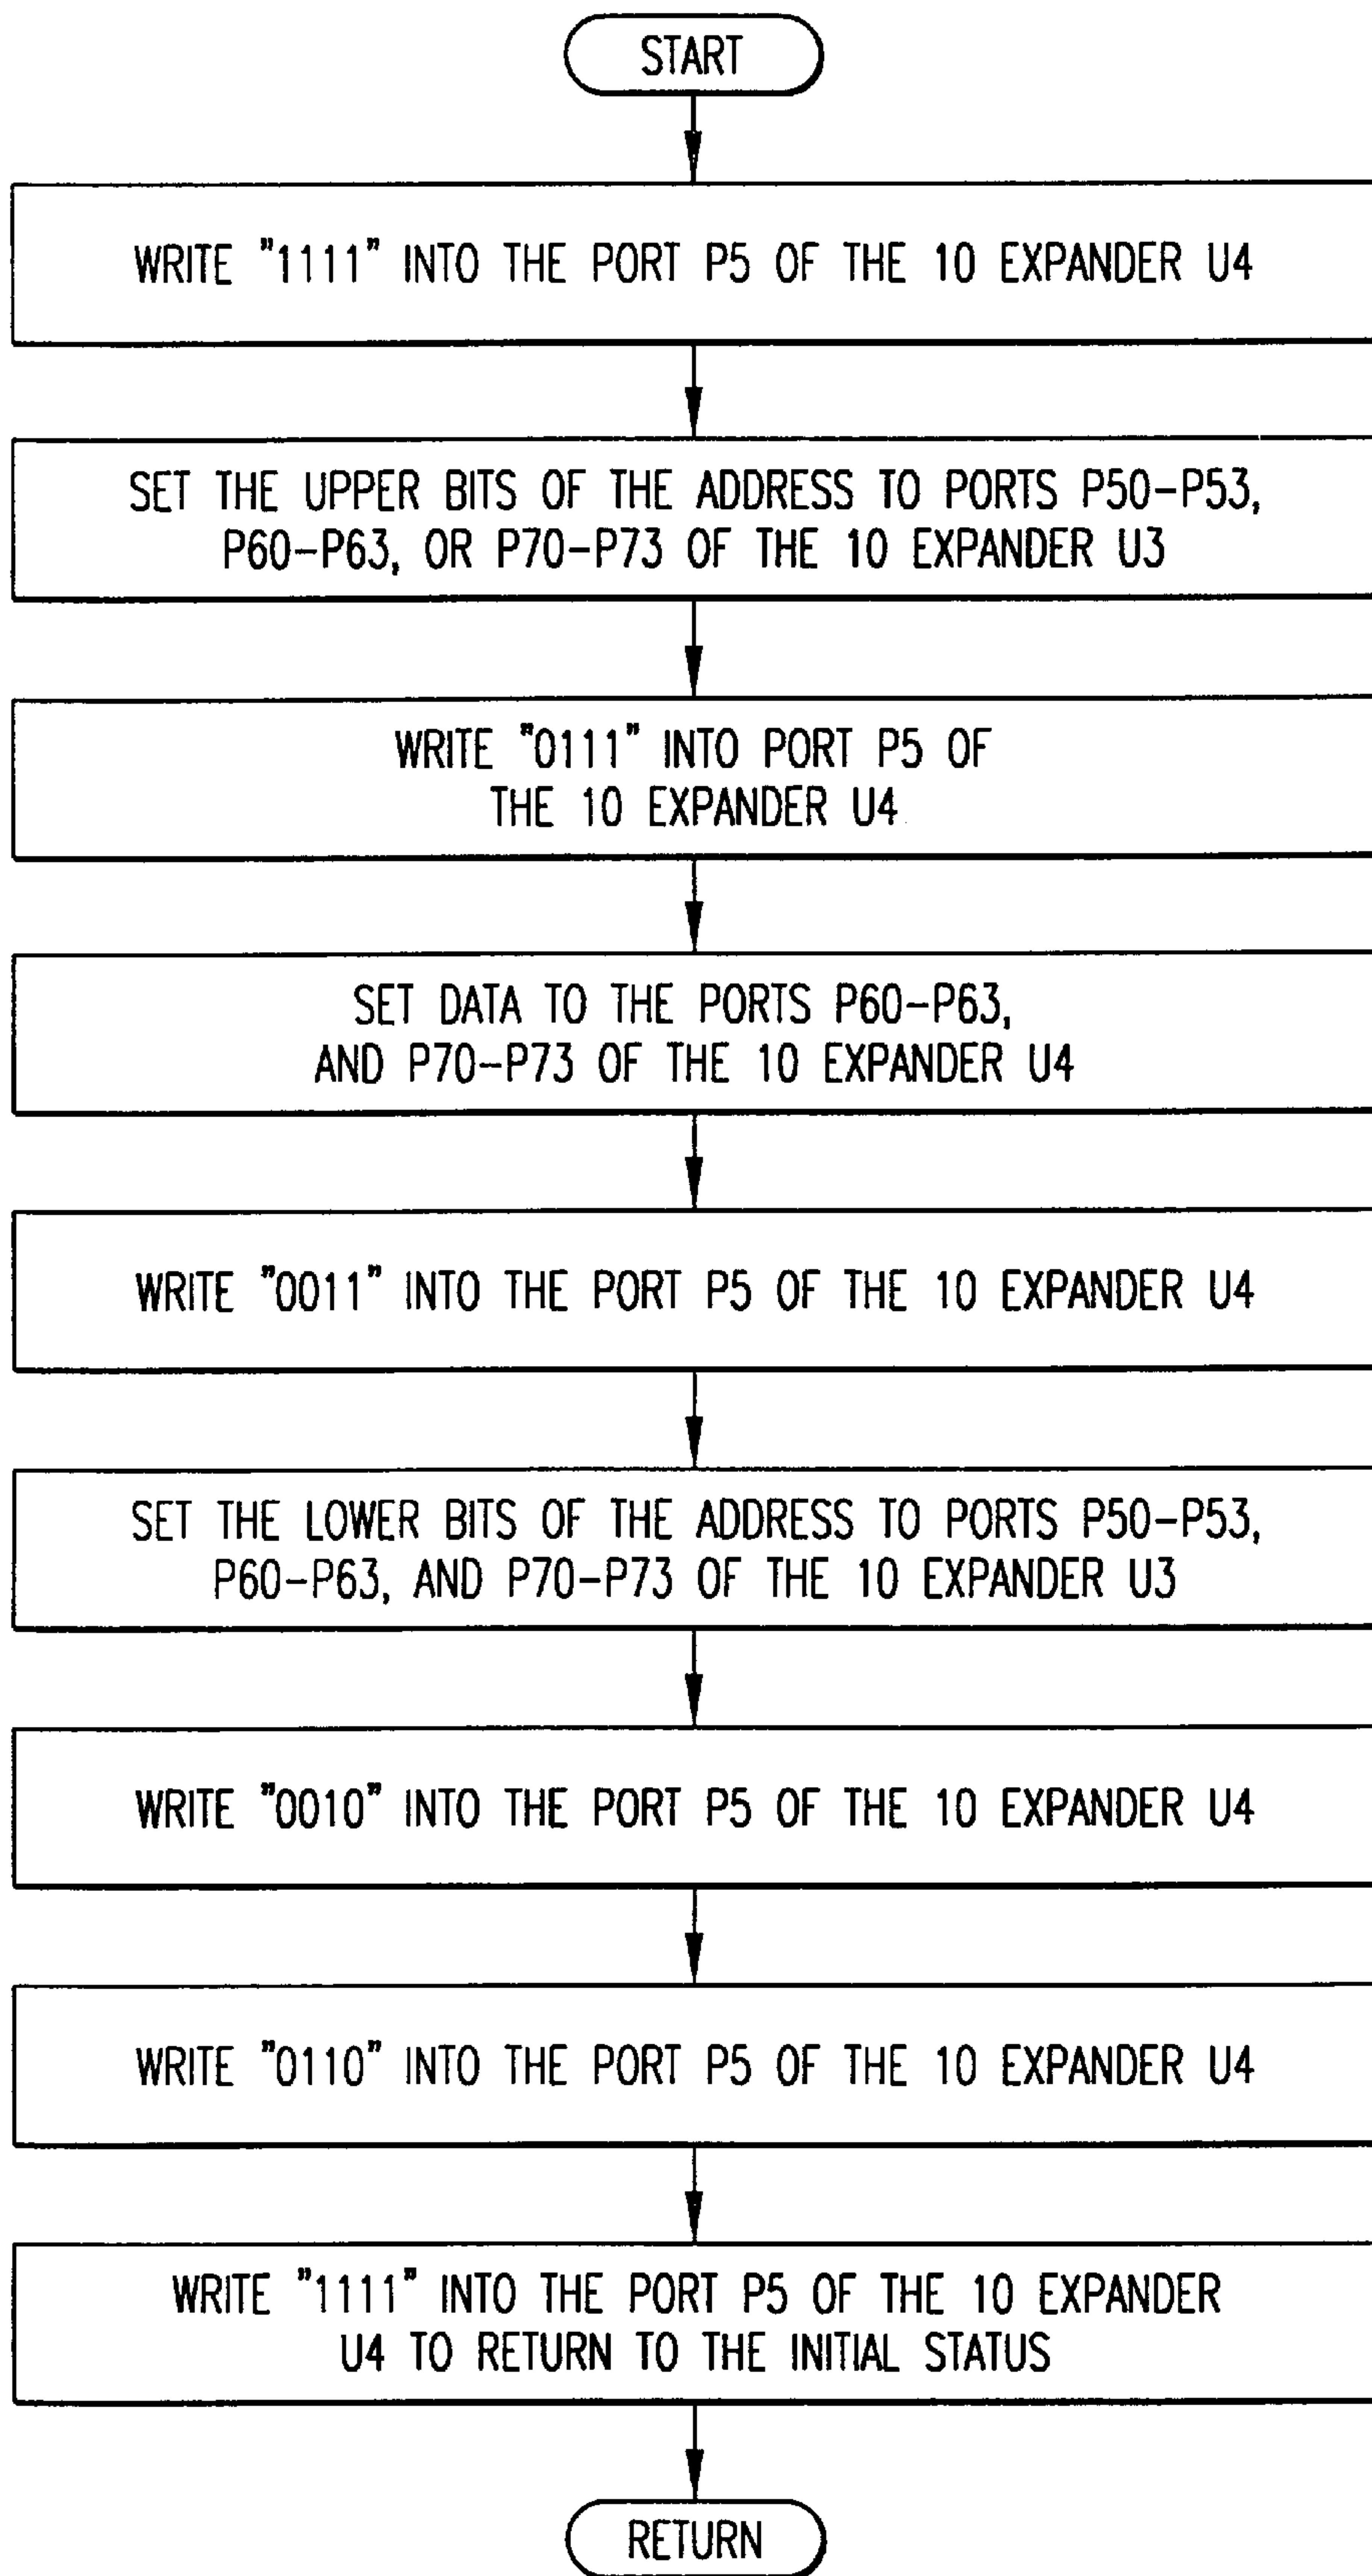 START
WRITE "1111" INTO THE PORT P5 OF THE 10 EXPANDER U4
SET THE UPPER BITS OF THE ADDRESS TO PORTS P50-P53,
P60-P63, OR P70-P73 OF THE 10 EXPANDER U3
WRITE "0111" INTO PORT P5 OF
THE 10 EXPANDER U4
SET DATA TO THE PORTS P60-P63,
AND P70-P73 OF THE 10 EXPANDER U4
WRITE "0011" INTO THE PORT P5 OF THE 10 EXPANDER U4
SET THE LOWER BITS OF THE ADDRESS TO PORTS P50-P53,
P60-P63, AND P70-P73 OF THE 10 EXPANDER U3
WRITE "0010" INTO THE PORT P5 OF THE 10 EXPANDER U4
WRITE "0110" INTO THE PORT P5 OF THE 10 EXPANDER U4
WRITE "1111" INTO THE PORT P5 OF THE 10 EXPANDER
U4 TO RETURN TO THE INITIAL STATUS
RETURN